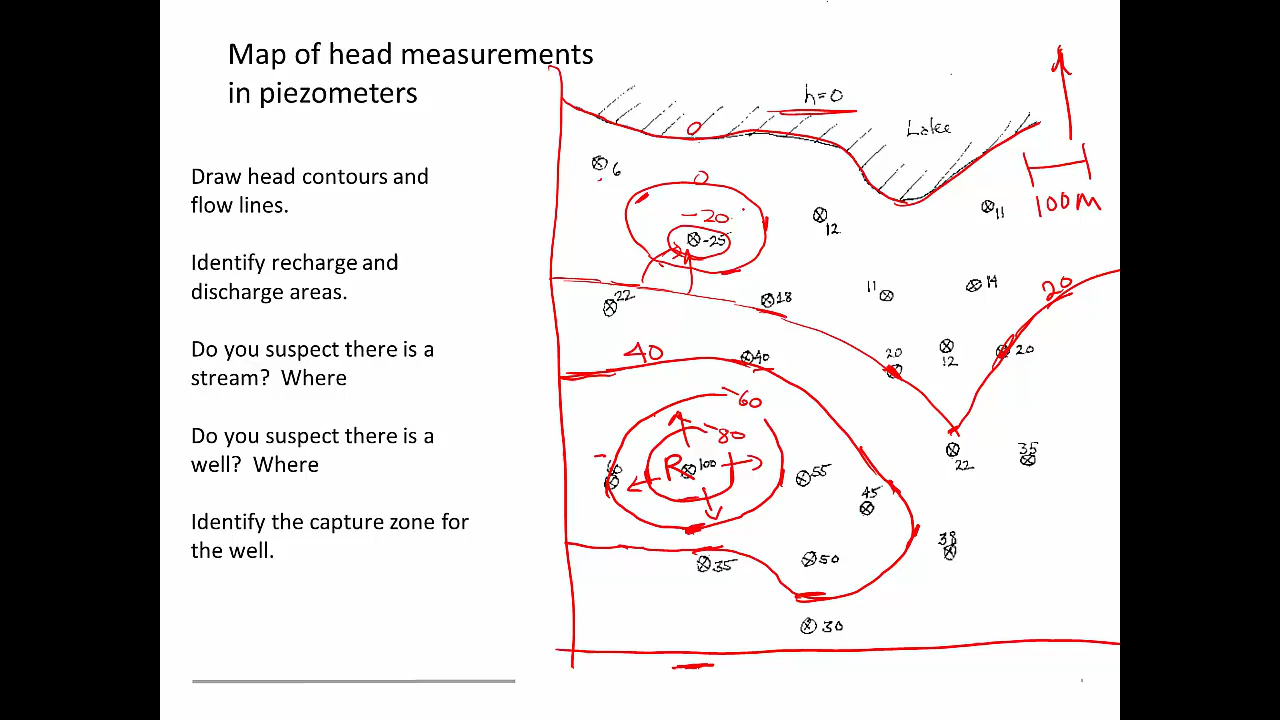 Map of head measurements
in piezometers
Draw head contours and
flow lines.
Identify recharge and
discharge areas.
Do you suspect there is a
stream?  Where
Do you suspect there is a
well?  Where
Identify the capture zone for
the well.
h=0
0
Lake
6
0
100M
-20
12
11
-25
22
18
11
14
20
40
40
20
12
20
-60
-80
R
100
55
22
35
45
35
50
38
30